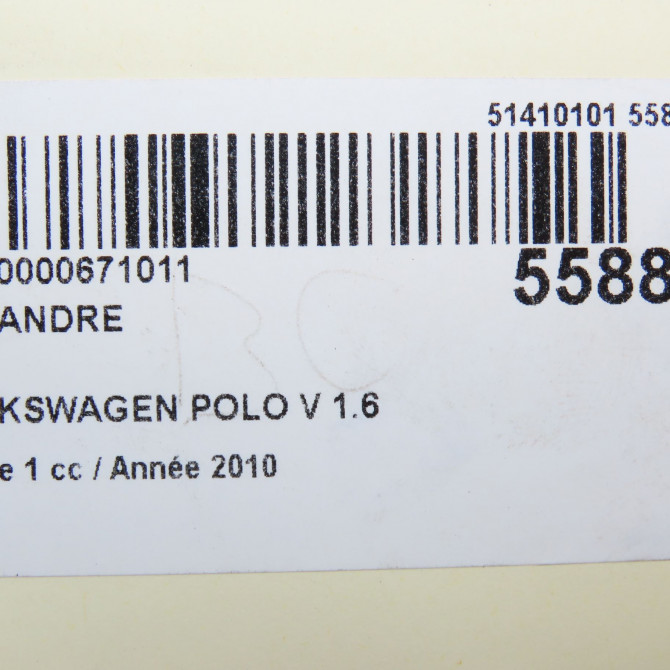 51410101 558
0000671011
5588
ANDRE
KSWAGEN POLO V 1.6
e 1 cc / Année 2010